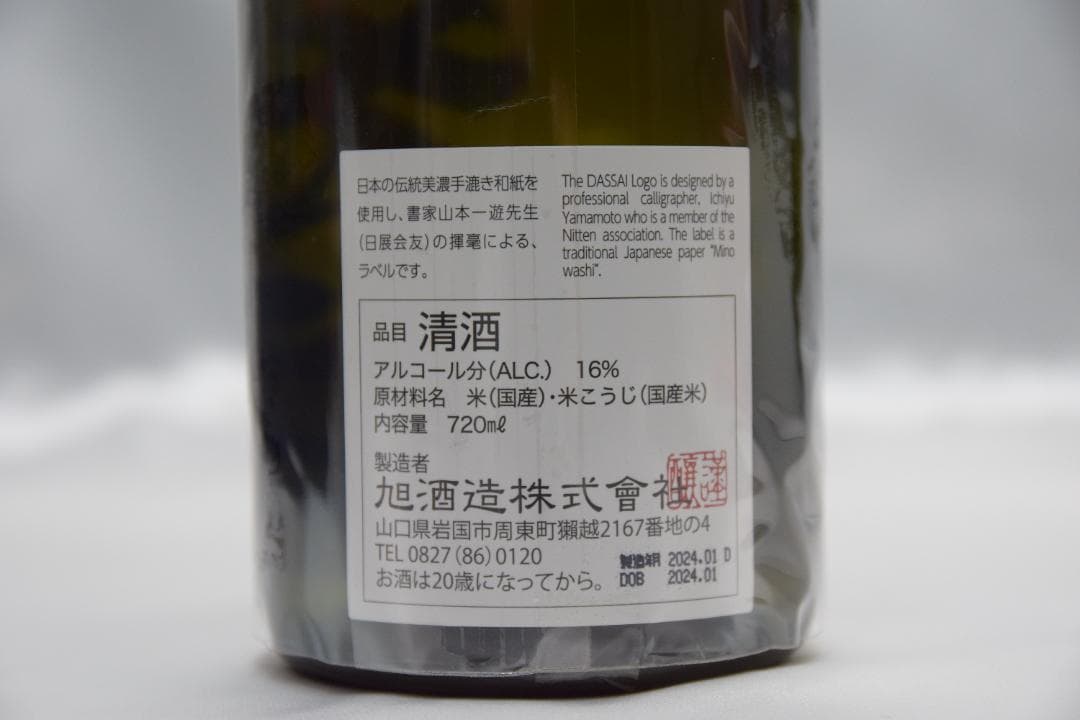 日本の伝統美濃手漉き和紙を
使用し、書家山本一遊先生
(日展会友)の揮毫による、
ラベルです。
The DASSAI Logo is designed by a
professional calligrapher, Ichiyu
Yamamoto who is a member of the
Nitten association. The label is a
traditional Japanese paper "Mino
washi".
品目 清酒
アルコール分(ALC.) 16%
原材料名 米(国産)・米こうじ(国産米)
内容量 720㎖
製造者
旭酒造株式會社
山口県岩国市周東町獺越2167番地の4
TEL 0827(86)0120
お酒は20歳になってから。
製造年月 2024.01 D
DOB 2024.01